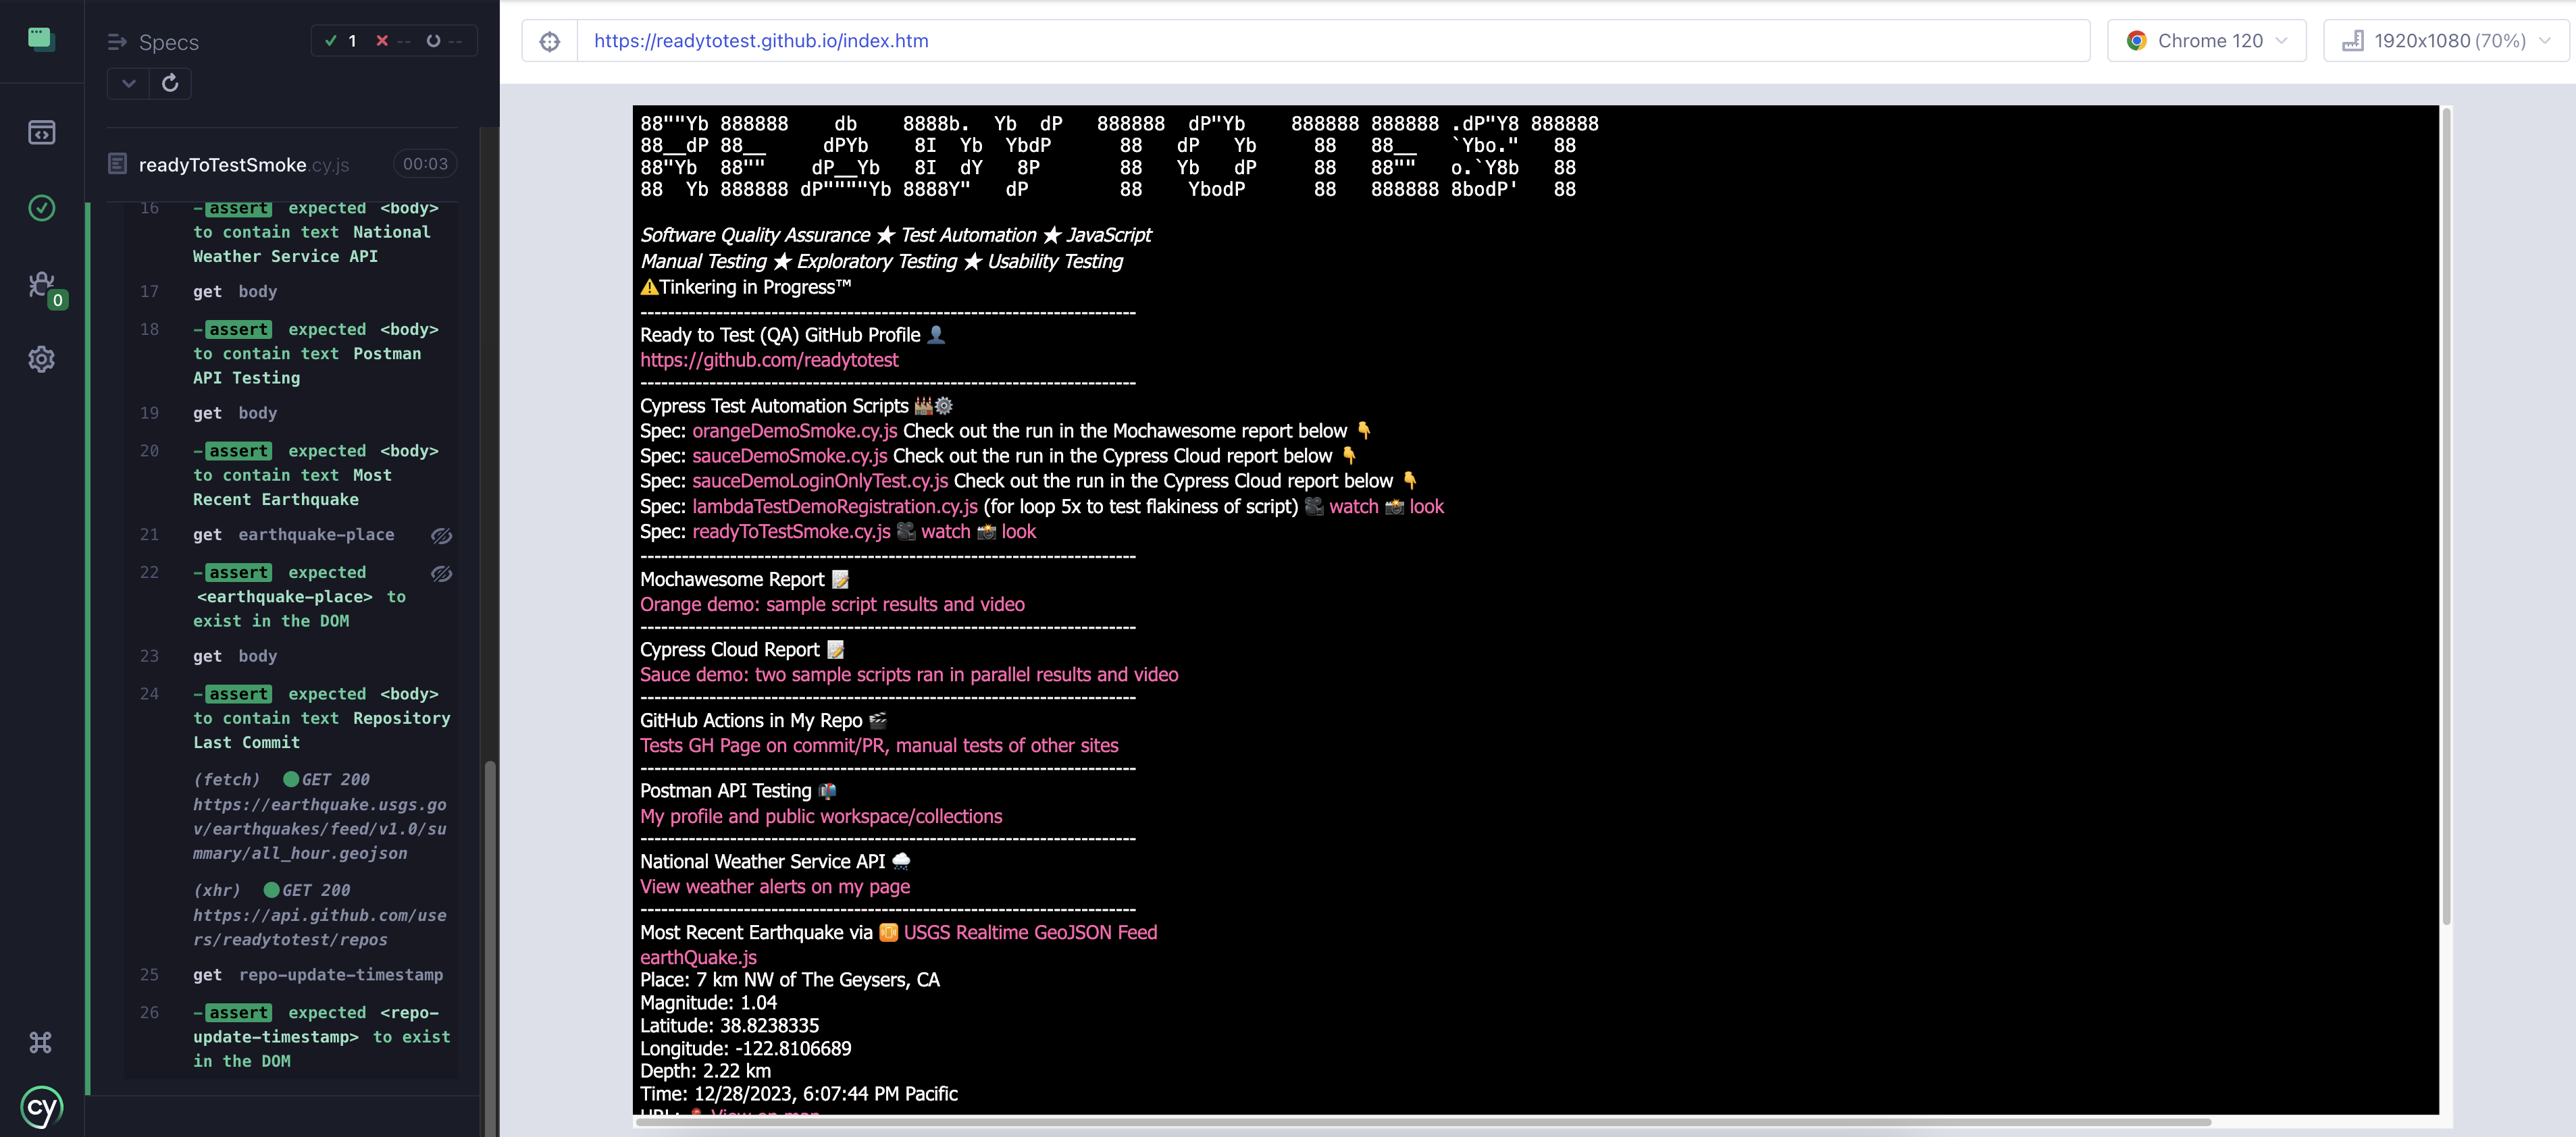 Specs
1 -- --
readyToTestSmoke.cy.js 00:03
16 -assert expected <body>
to contain text National
Weather Service API
17 get body
18 -assert expected <body>
to contain text Postman
API Testing
19 get body
20 -assert expected <body>
to contain text Most
Recent Earthquake
21 get earthquake-place
22 -assert expected
<earthquake-place> to
exist in the DOM
23 get body
24 -assert expected <body>
to contain text Repository
Last Commit
(fetch) GET 200
https://earthquake.usgs.go
v/earthquakes/feed/v1.0/su
mmary/all_hour.geojson
(xhr) GET 200
https://api.github.com/use
rs/readytotest/repos
25 get repo-update-timestamp
26 -assert expected <repo-
update-timestamp> to exist
in the DOM
0
cy
https://readytotest.github.io/index.htm
Chrome 120
1920x1080 (70%)
88""Yb 888888    db    8888b.  Yb  dP   888888  dP"Yb    888888 888888 .dP"Y8 888888
88__dP 88__     dPYb    8I  Yb  YbdP      88   dP   Yb     88   88__   `Ybo."   88
88"Yb  88""    dP__Yb   8I  dY   8P       88   Yb   dP     88   88""   o.`Y8b   88
88  Yb 888888 dP""""Yb 8888Y"   dP        88    YbodP      88   888888 8bodP'   88
Software Quality Assurance ★ Test Automation ★ JavaScript
Manual Testing ★ Exploratory Testing ★ Usability Testing
⚠️Tinkering in Progress™
Ready to Test (QA) GitHub Profile 👤
https://github.com/readytotest
Cypress Test Automation Scripts 🏭⚙️
Spec: orangeDemoSmoke.cy.js Check out the run in the Mochawesome report below 👇
Spec: sauceDemoSmoke.cy.js Check out the run in the Cypress Cloud report below 👇
Spec: sauceDemoLoginOnlyTest.cy.js Check out the run in the Cypress Cloud report below 👇
Spec: lambdaTestDemoRegistration.cy.js (for loop 5x to test flakiness of script) 🎥 watch 📸 look
Spec: readyToTestSmoke.cy.js 🎥 watch 📸 look
Mochawesome Report 📝
Orange demo: sample script results and video
Cypress Cloud Report 📝
Sauce demo: two sample scripts ran in parallel results and video
GitHub Actions in My Repo 🎬
Tests GH Page on commit/PR, manual tests of other sites
Postman API Testing 📬
My profile and public workspace/collections
National Weather Service API 🌧️
View weather alerts on my page
Most Recent Earthquake via 📳 USGS Realtime GeoJSON Feed
earthQuake.js
Place: 7 km NW of The Geysers, CA
Magnitude: 1.04
Latitude: 38.8238335
Longitude: -122.8106689
Depth: 2.22 km
Time: 12/28/2023, 6:07:44 PM Pacific
URL: 📍 View on map